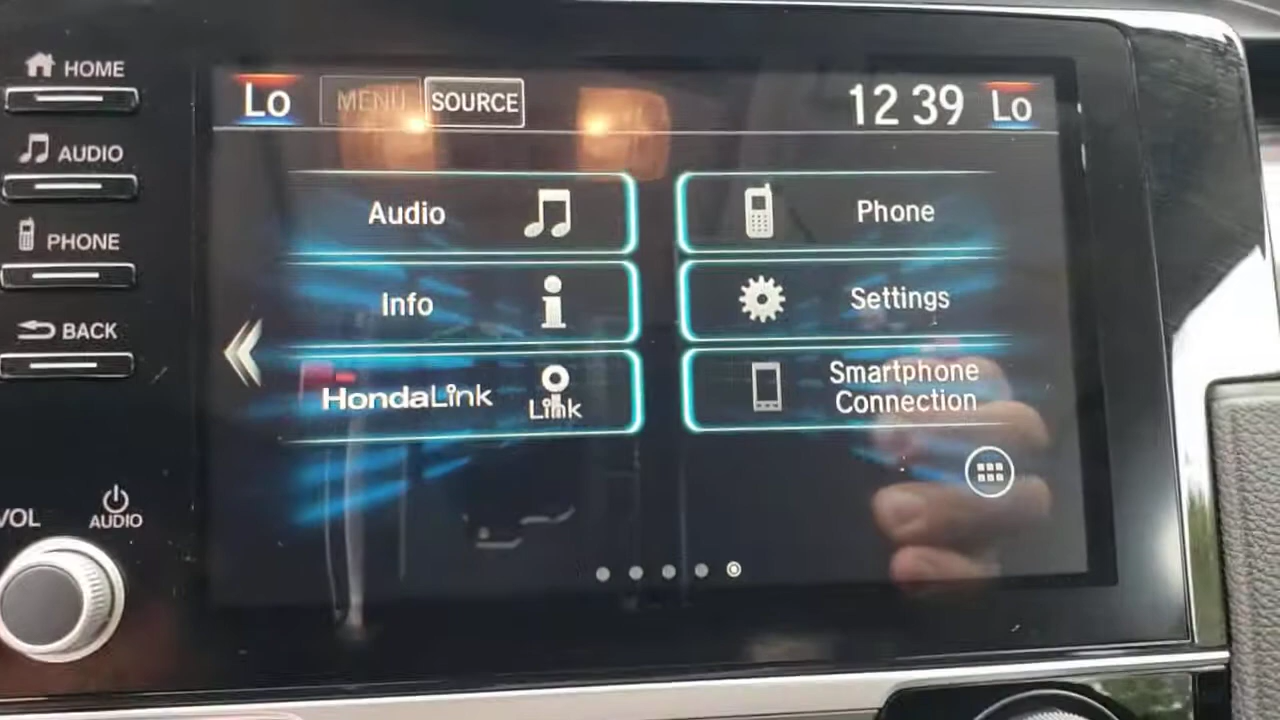 HOME
AUDIO
PHONE
BACK
VOL
AUDIO
Lo MENU SOURCE 12 39 Lo
Audio Phone
Info Settings
HondaLink Link Smartphone
Connection